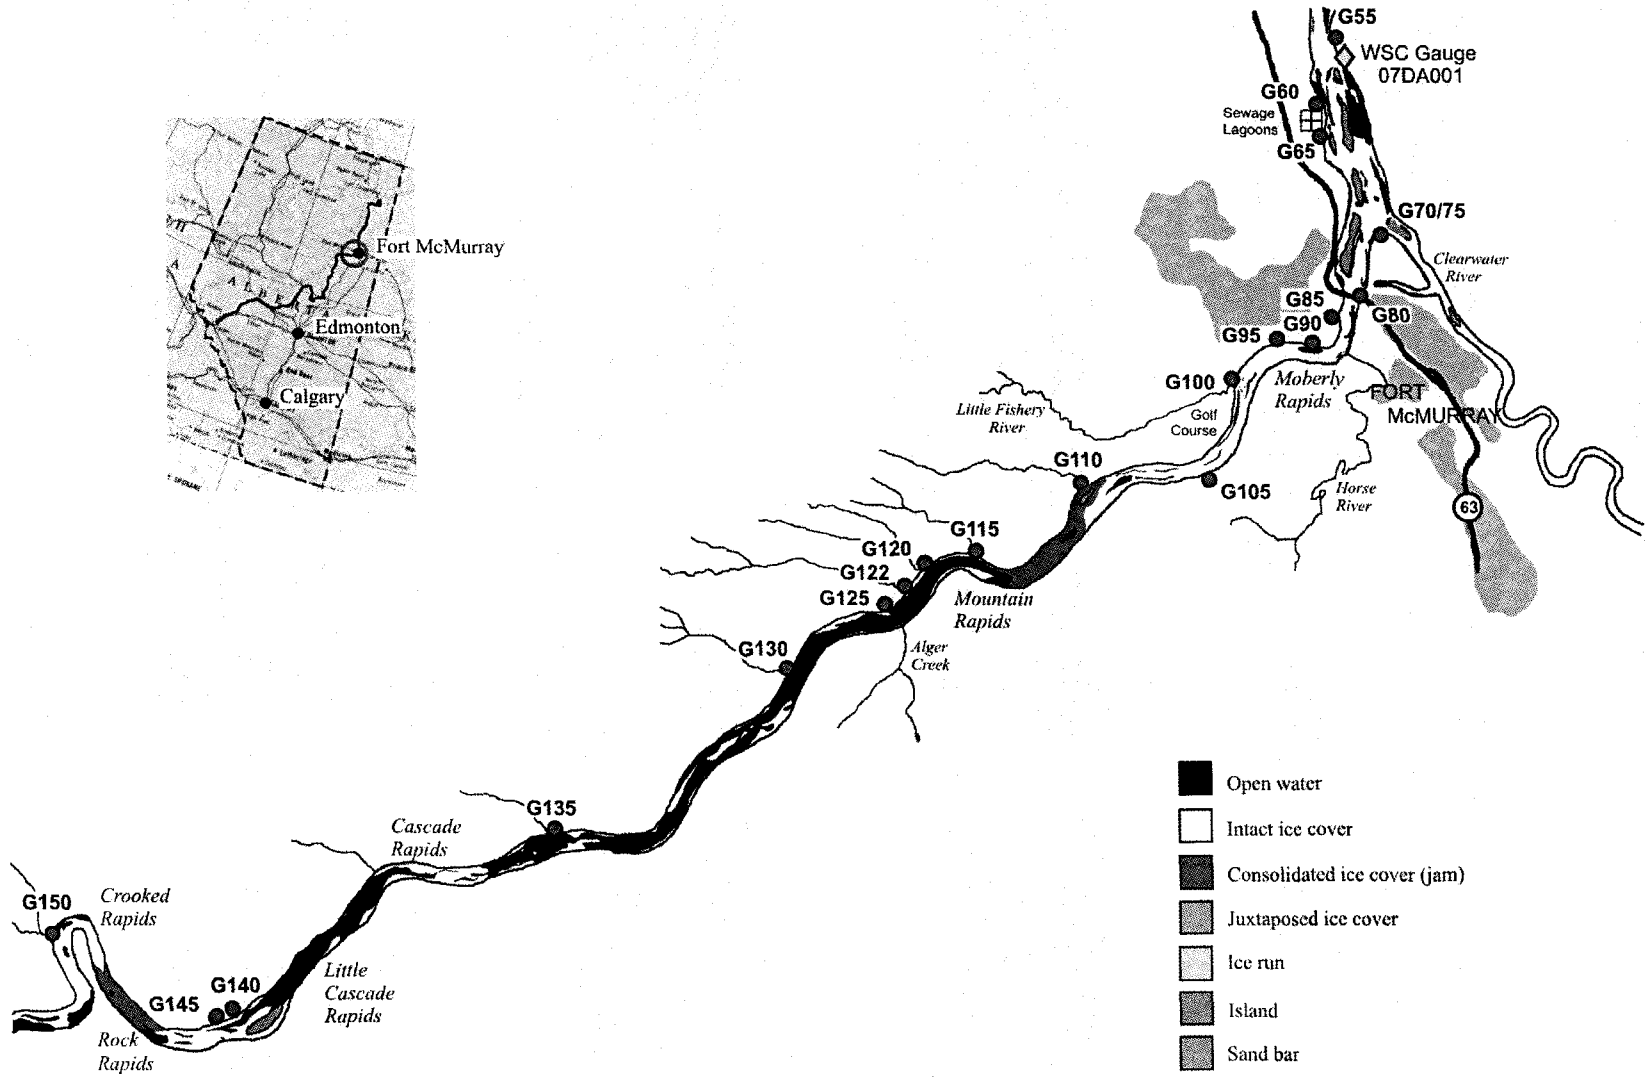 G55
WSC Gauge
07DA001
G60
Sewage
Lagoons
G65
G70/75
Clearwater
River
G85
G80
G90
G95
Moberly
Rapids
G100
FORT
McMURRAY
Golf
Course
Little Fishery
River
G110
G105
Horse
River
63
G115
G120
G122
G125
Mountain
Rapids
G130
Alger
Creek
G135
Cascade
Rapids
G150
Crooked
Rapids
G140
G145
Little
Cascade
Rapids
Rock
Rapids
Fort McMurray
ALBERTA
Edmonton
Calgary
Open water
Intact ice cover
Consolidated ice cover (jam)
Juxtaposed ice cover
Ice run
Island
Sand bar